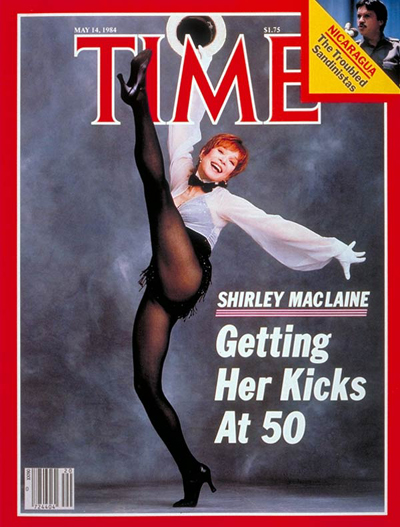 MAY 14, 1984
$1.75
TIME
NICARAGUA
The Troubled
Sandinistas
SHIRLEY MACLAINE
Getting
Her Kicks
At 50